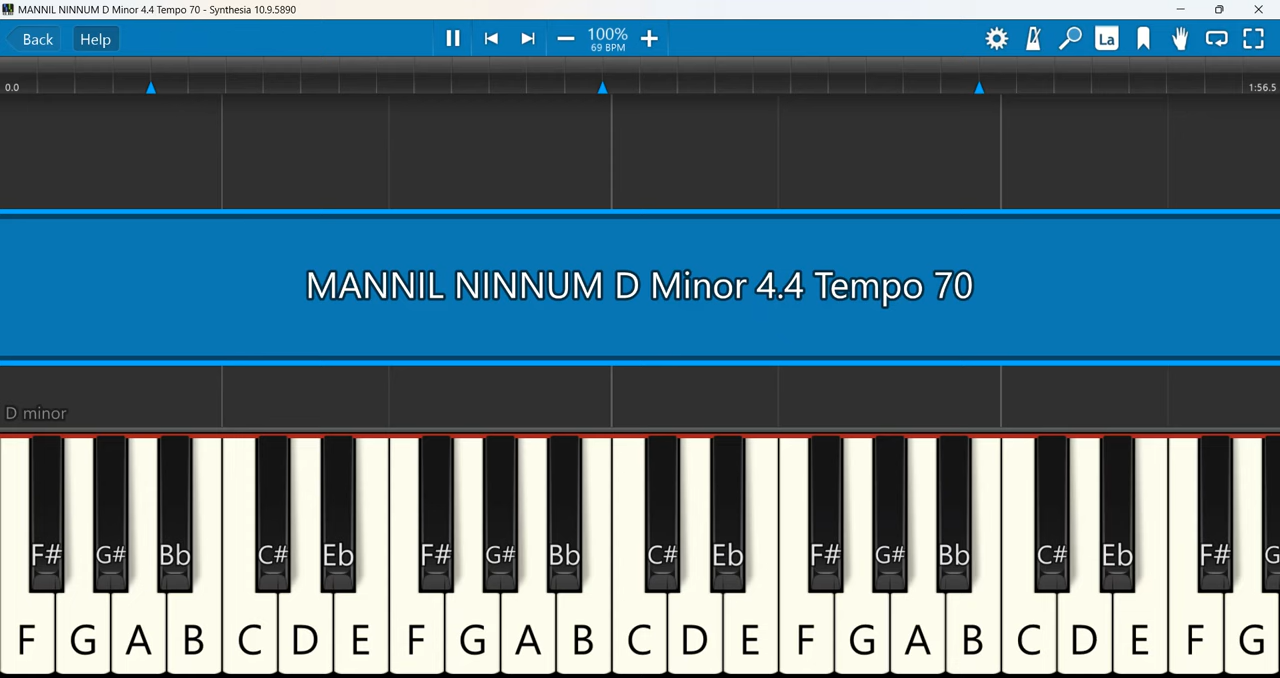 MANNIL NINNUM D Minor 4.4 Tempo 70 - Synthesia 10.9.5890
Back Help 100% La
69 BPM
0.0 1:56.5
MANNIL NINNUM D Minor 4.4 Tempo 70
D minor
F# G# Bb C# Eb F# G# Bb C# Eb F# G# Bb C# Eb F# G
F G A B C D E F G A B C D E F G A B C D E F G